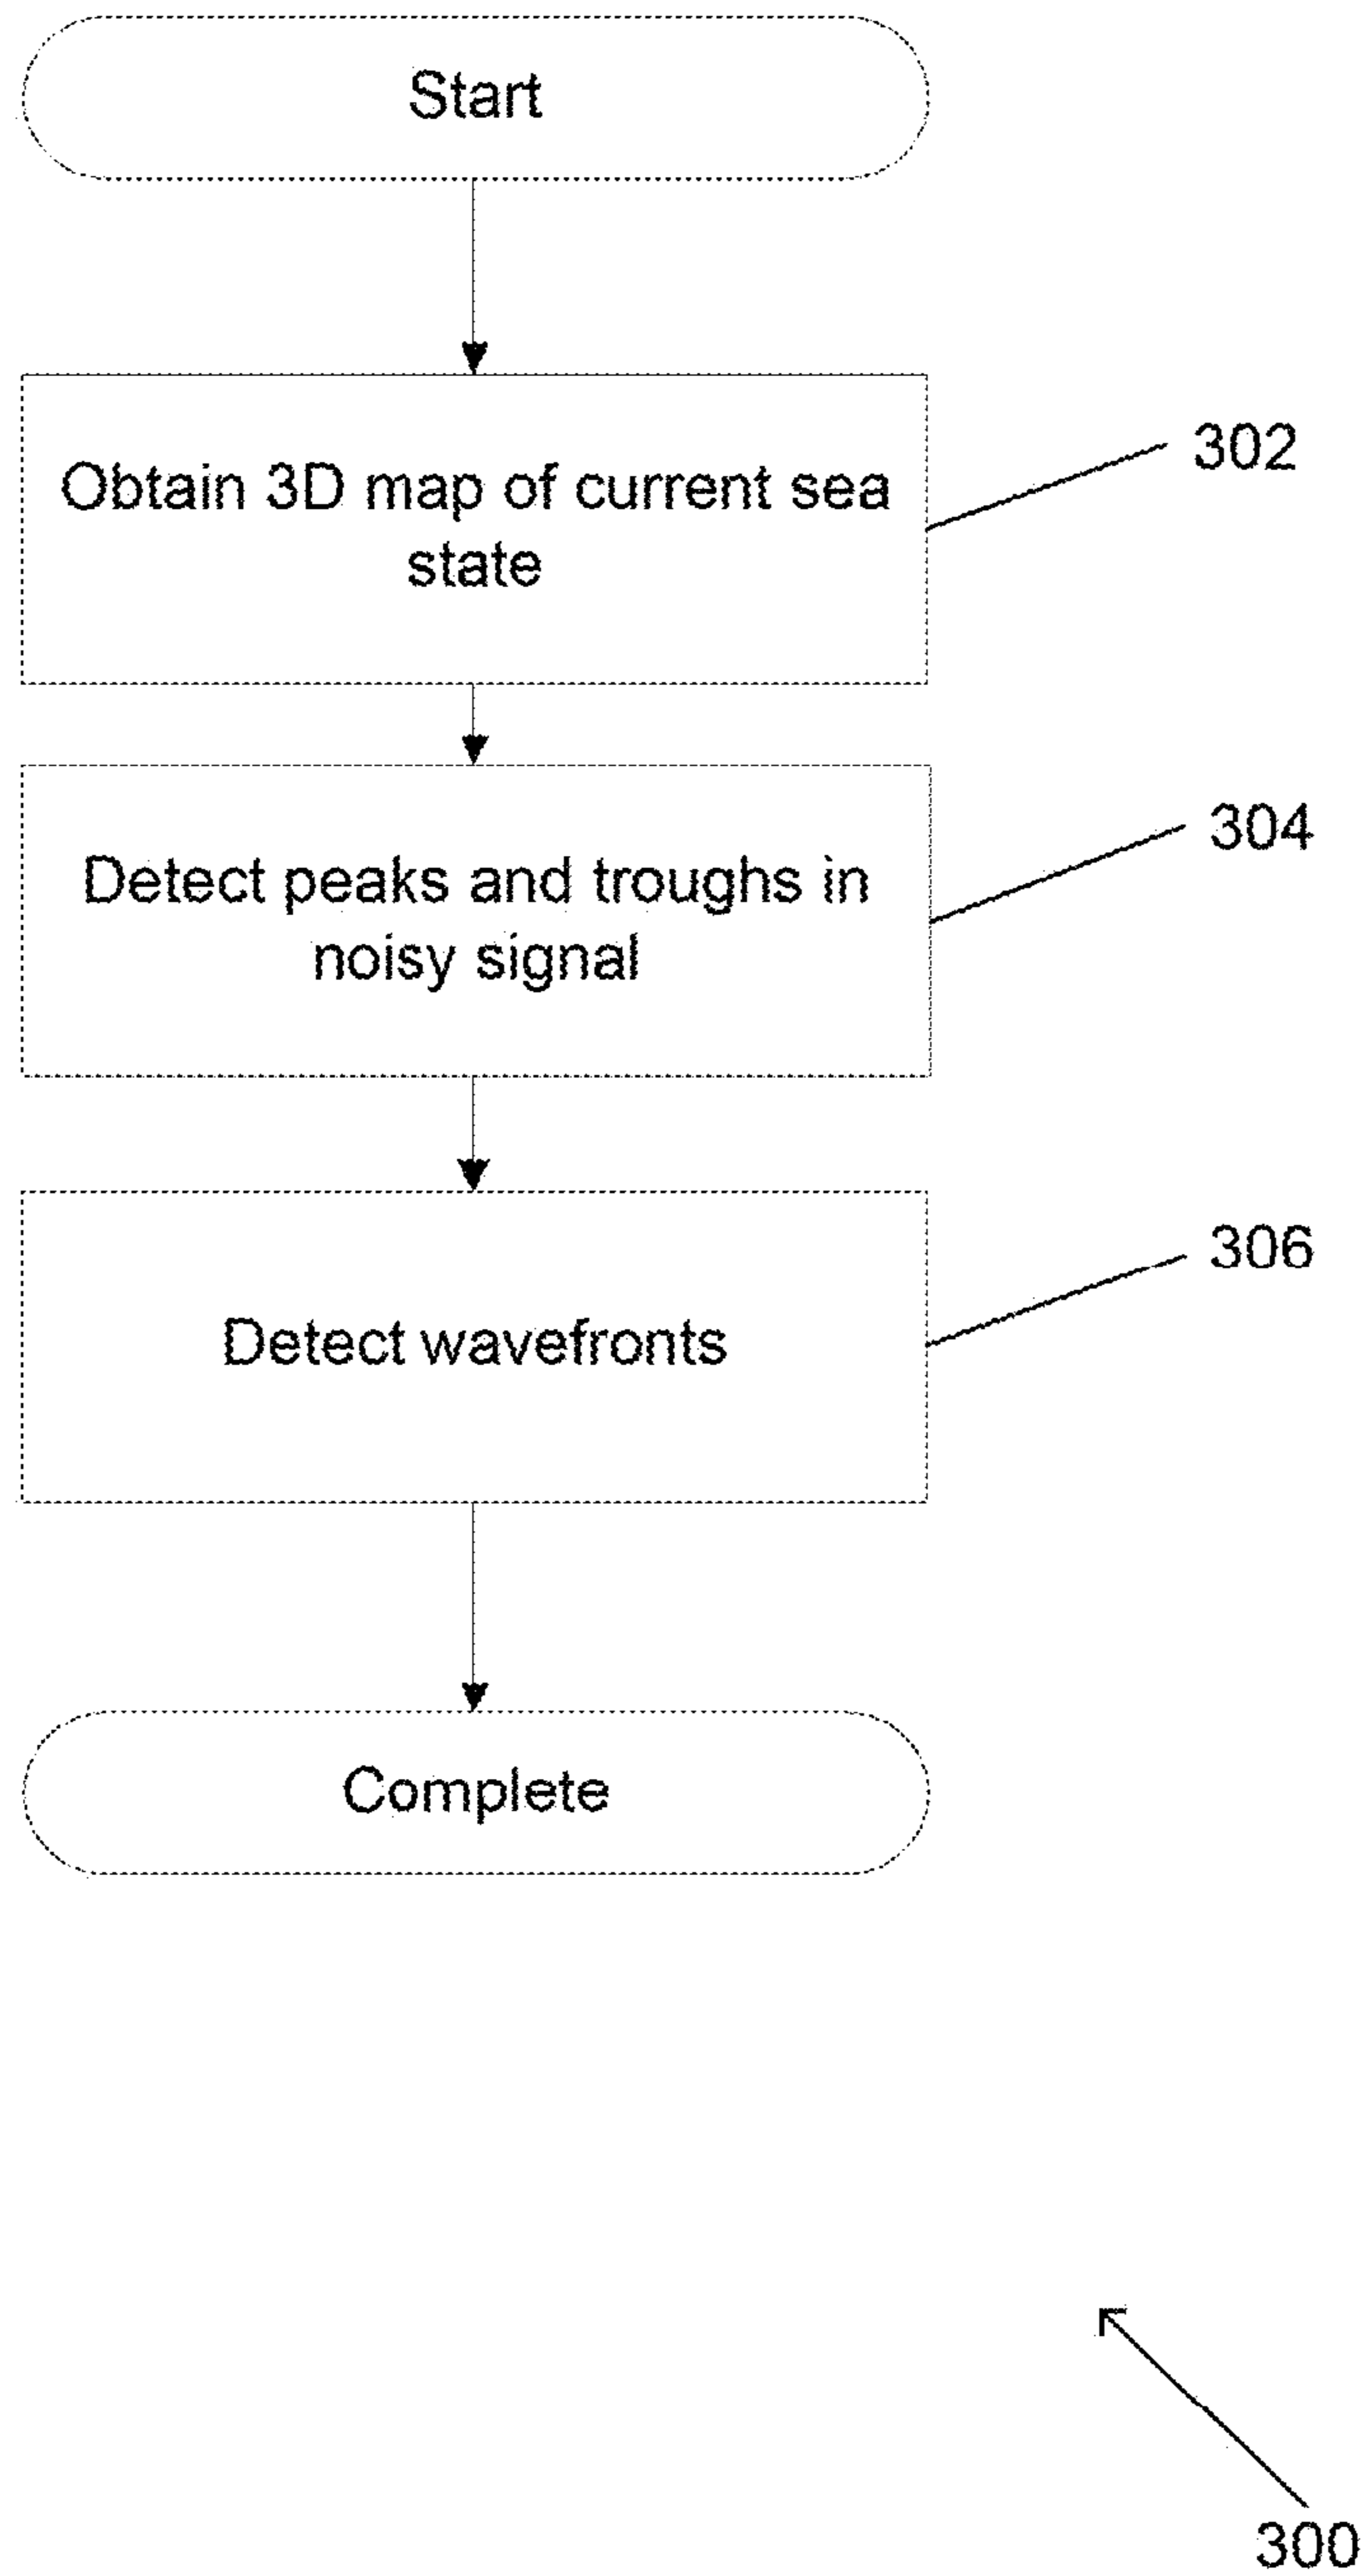 Start
Obtain 3D map of current sea
state
302
Detect peaks and troughs in
noisy signal
304
Detect wavefronts
306
Complete
300